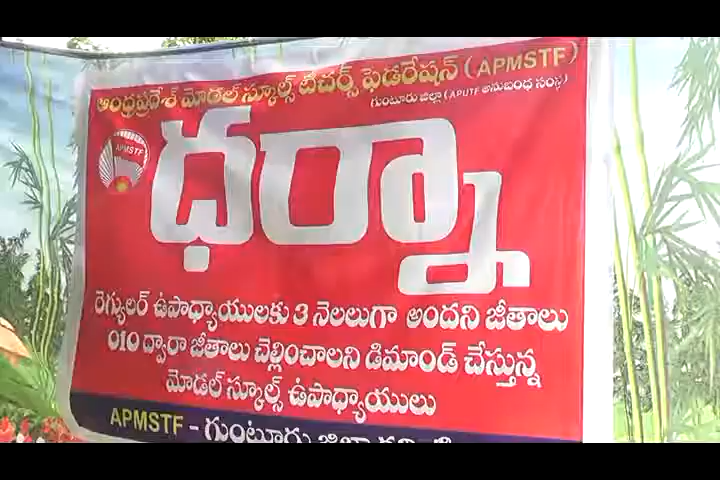 ఆంధ్రప్రదేశ్ మోడల్ స్కూల్స్ టీచర్స్ ఫెడరేషన్ (APMSTF)
గుంటూరు జిల్లా (APUTF అనుబంధ సంస్థ)
APMSTF
ధర్నా
రెగ్యులర్ ఉపాధ్యాయులకు 3 నెలలుగా అందని జీతాలు
010 ద్వారా జీతాలు చెల్లించాలని డిమాండ్ చేస్తున్న
మోడల్ స్కూల్స్ ఉపాధ్యాయులు
APMSTF - గుంటూరు జిల్లా